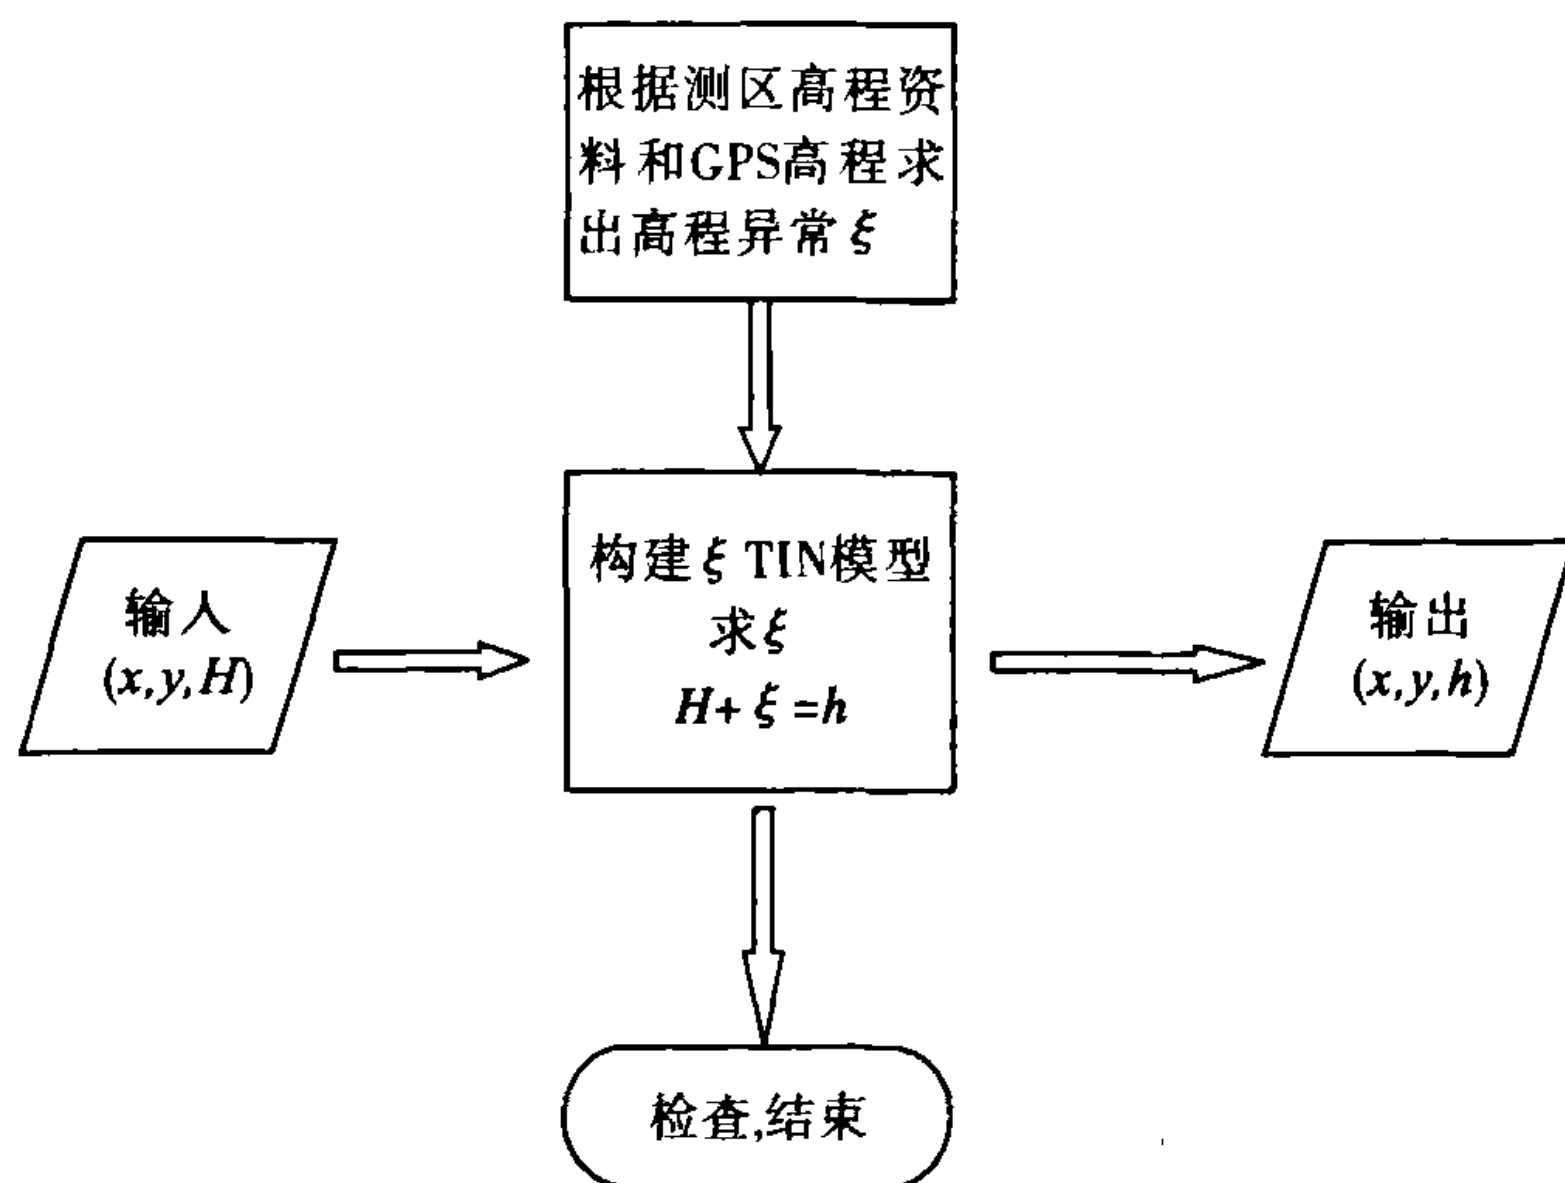 根据测区高程资
料和GPS高程求
出高程异常ξ
构建ξ TIN模型
求ξ
H+ξ=h
输入
(x,y,H)
输出
(x,y,h)
检查,结束